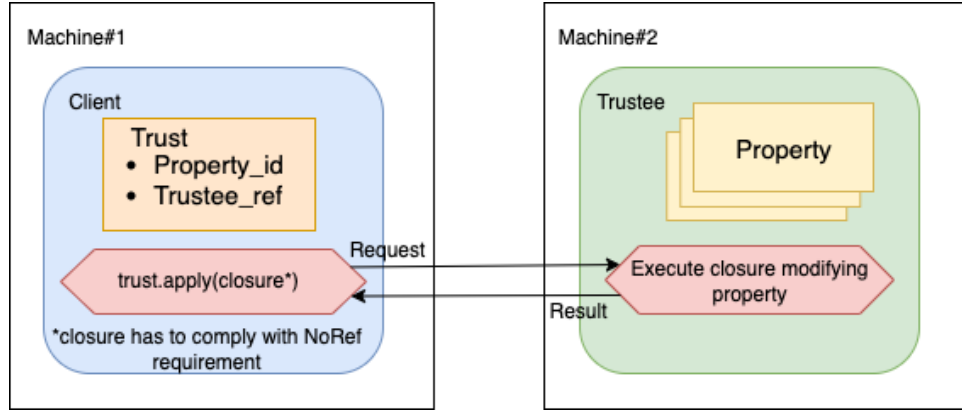 Machine#1
Client
Trust
• Property_id
• Trustee_ref
trust.apply(closure*)
*closure has to comply with NoRef
requirement
Request
Result
Machine#2
Trustee
Property
Execute closure modifying
property